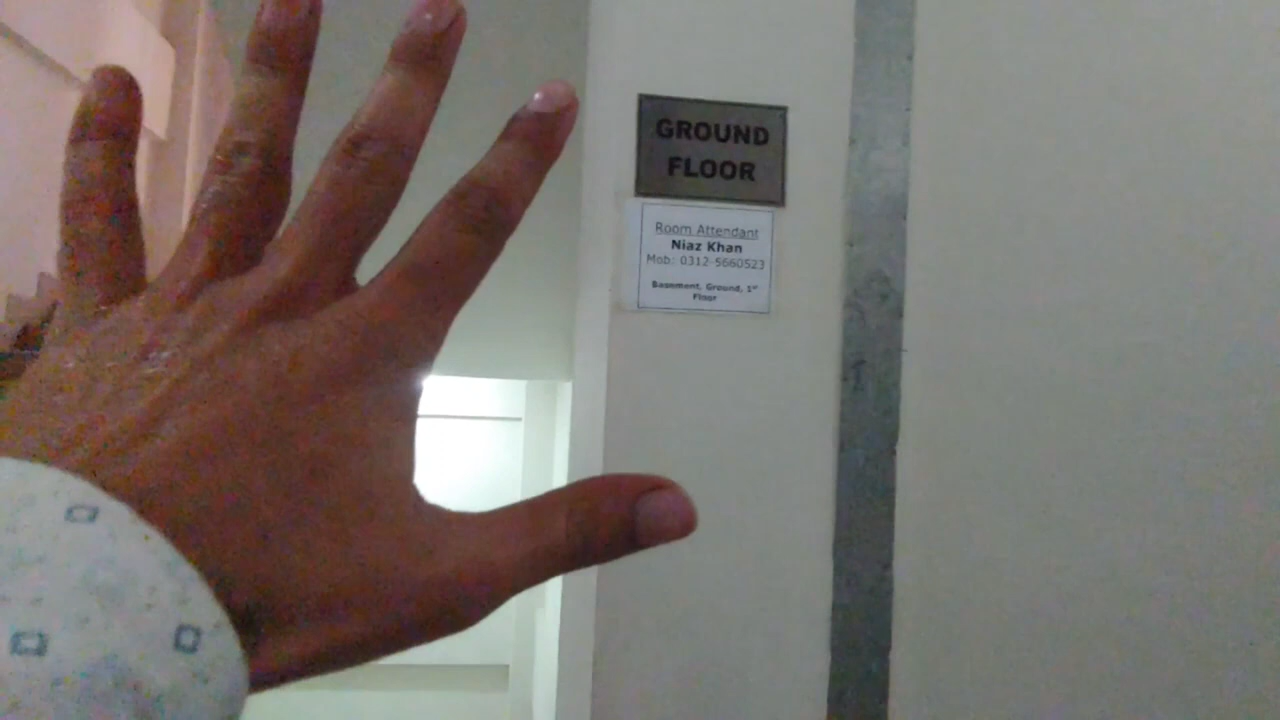 GROUND
FLOOR
Room Attendant
Niaz Khan
Mob: 0312-5660523
Basement, Ground, 1st
Floor